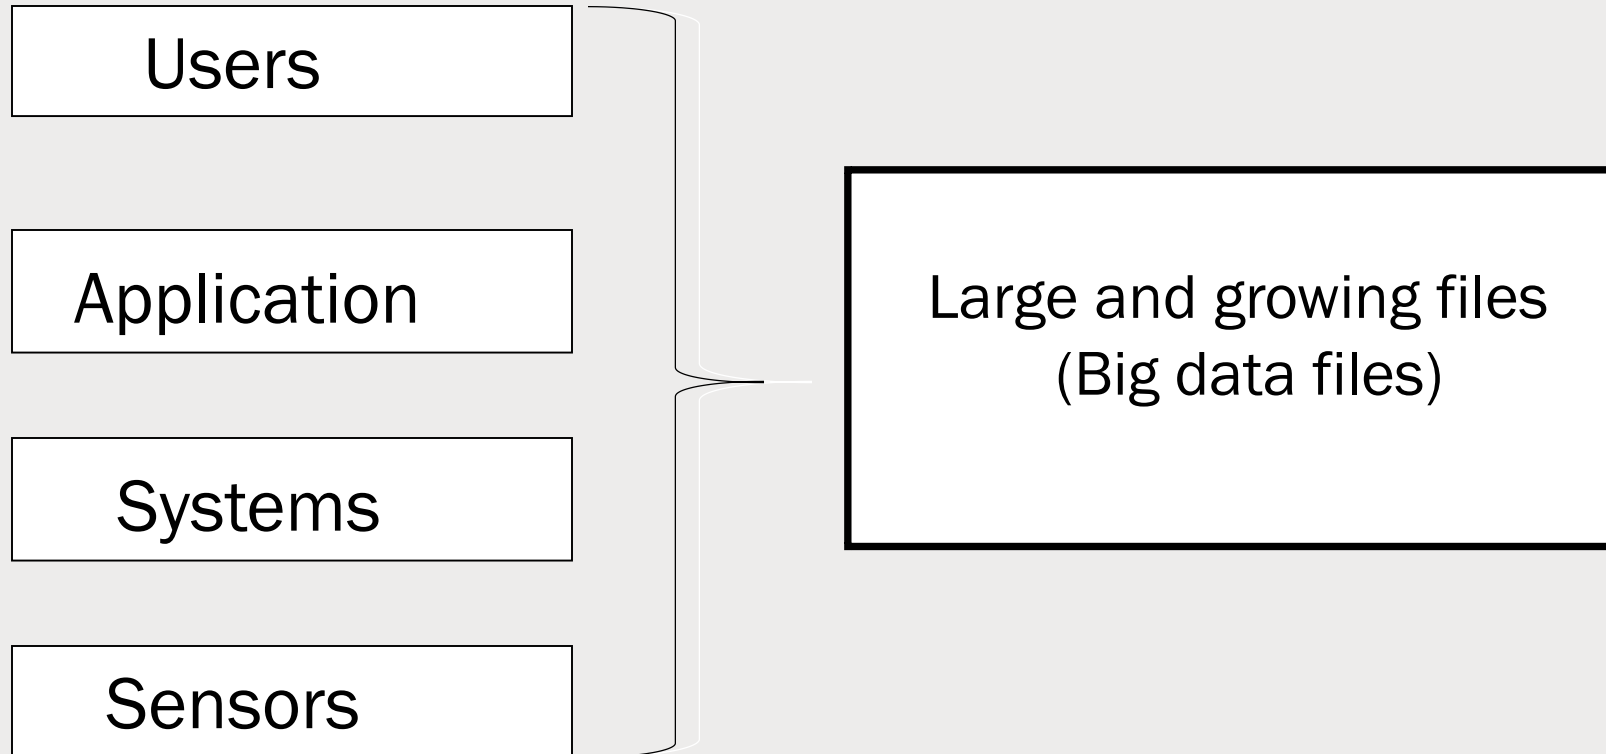 Users
Application
Systems
Sensors
Large and growing files
(Big data files)